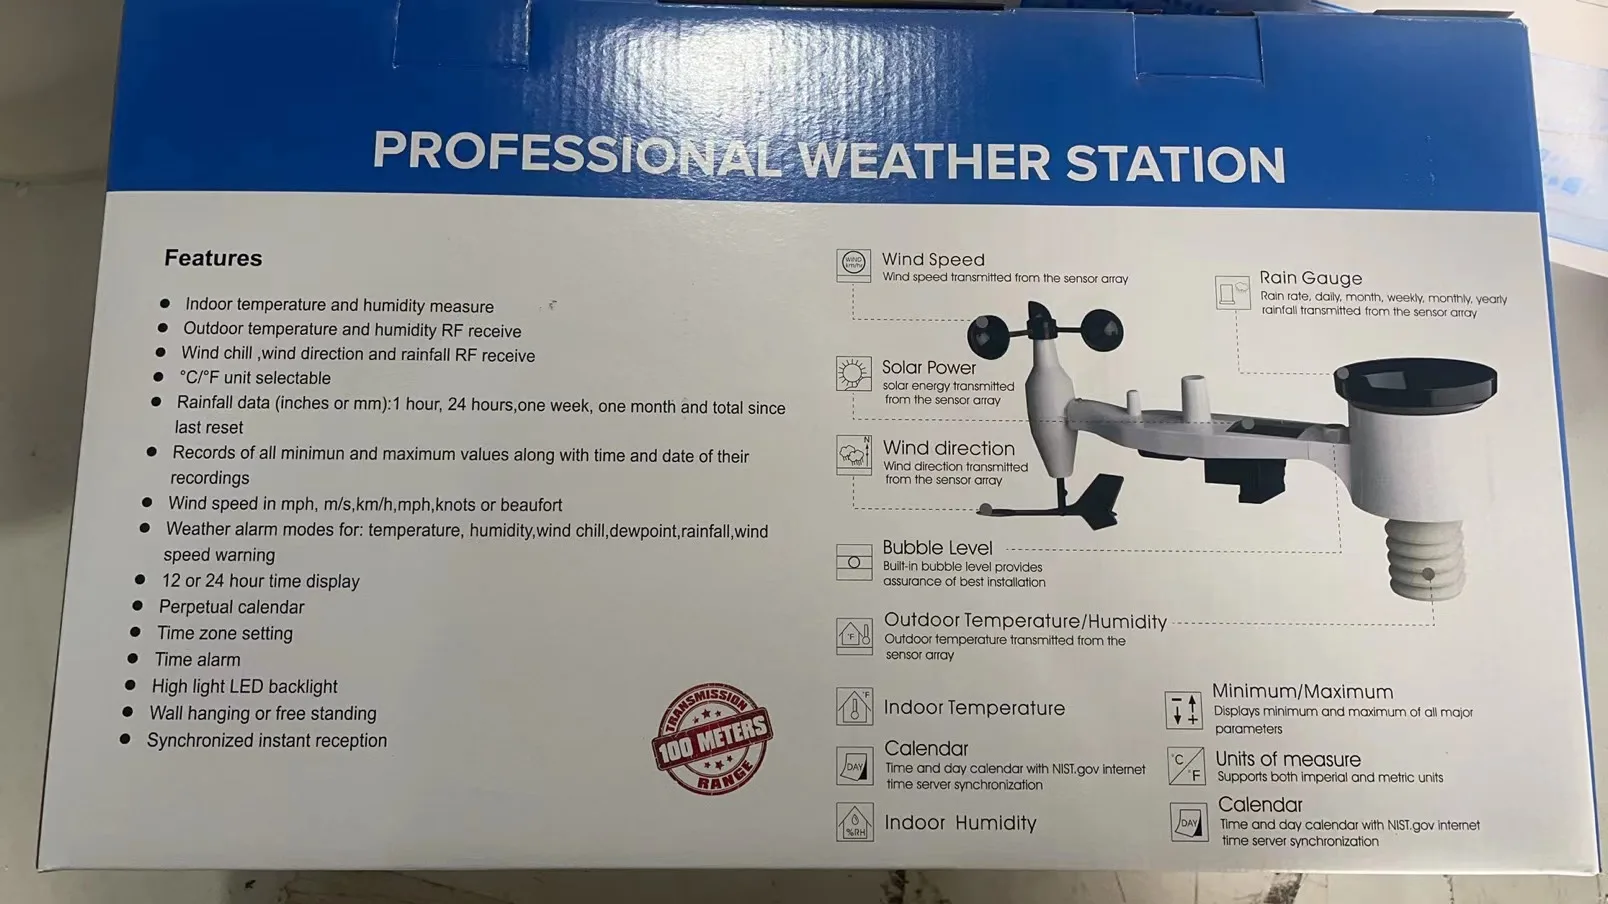 PROFESSIONAL WEATHER STATION
Features
Indoor temperature and humidity measure
Outdoor temperature and humidity RF receive
Wind chill ,wind direction and rainfall RF receive
°C/°F unit selectable
Rainfall data (inches or mm):1 hour, 24 hours,one week, one month and total since
last reset
Records of all minimun and maximum values along with time and date of their
recordings
Wind speed in mph, m/s,km/h,mph,knots or beaufort
Weather alarm modes for: temperature, humidity,wind chill,dewpoint,rainfall,wind
speed warning
12 or 24 hour time display
Perpetual calendar
Time zone setting
Time alarm
High light LED backlight
Wall hanging or free standing
Synchronized instant reception
TRANSMISSION
100 METERS
RANGE
WIND
km/hr
Wind Speed
Wind speed transmitted from the sensor array
Solar Power
solar energy transmitted
from the sensor array
N
Wind direction
Wind direction transmitted
from the sensor array
Bubble Level
Built-in bubble level provides
assurance of best installation
°F
Outdoor Temperature/Humidity
Outdoor temperature transmitted from the
sensor array
°F
Indoor Temperature
DAY
Calendar
Time and day calendar with NIST.gov internet
time server synchronization
%RH
Indoor Humidity
Rain Gauge
Rain rate, daily, month, weekly, monthly, yearly
rainfall transmitted from the sensor array
Minimum/Maximum
Displays minimum and maximum of all major
parameters
°C
°F
Units of measure
Supports both imperial and metric units
DAY
Calendar
Time and day calendar with NIST.gov internet
time server synchronization